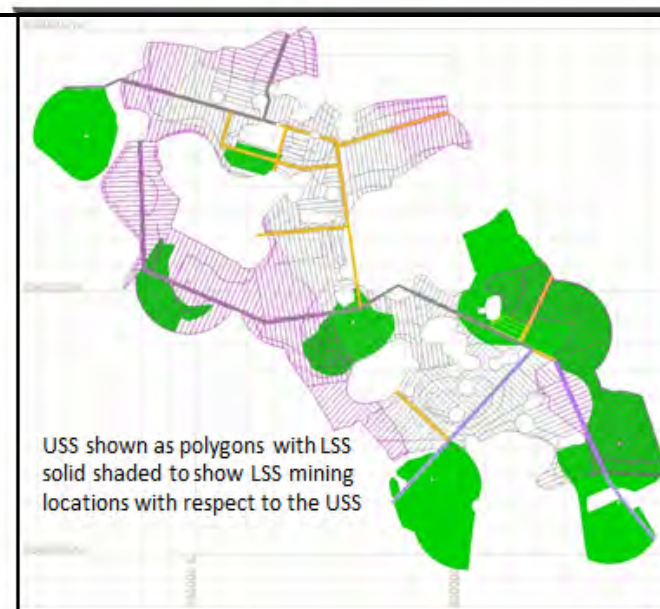 USS shown as polygons with LSS
solid shaded to show LSS mining
locations with respect to the USS